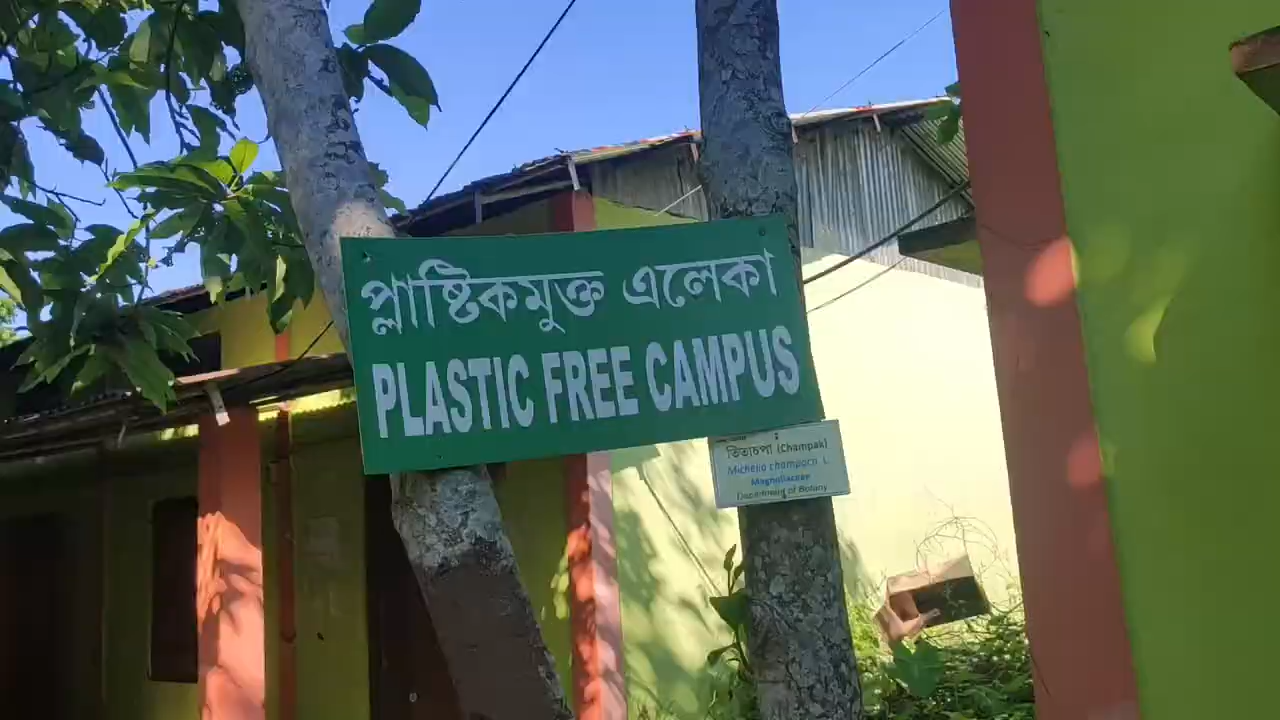 প্লাষ্টিকমুক্ত এলেকা
PLASTIC FREE CAMPUS
তিতাচপা (Champak)
Michelia champaca L.
Magnoliaceae
Department of Botany